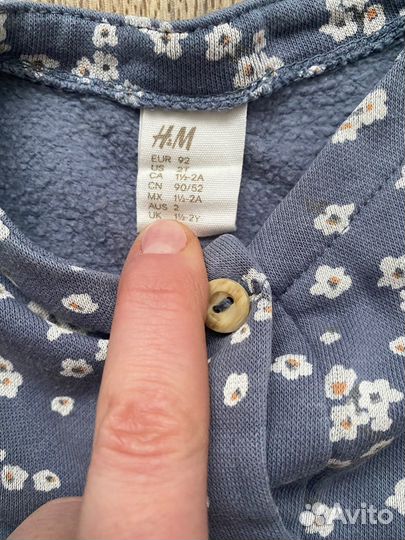 H&M
EUR 92
US 2T
CA 1½-2A
CN 90/52
MX 1½-2A
AUS 2
UK 1½-2Y
Avito